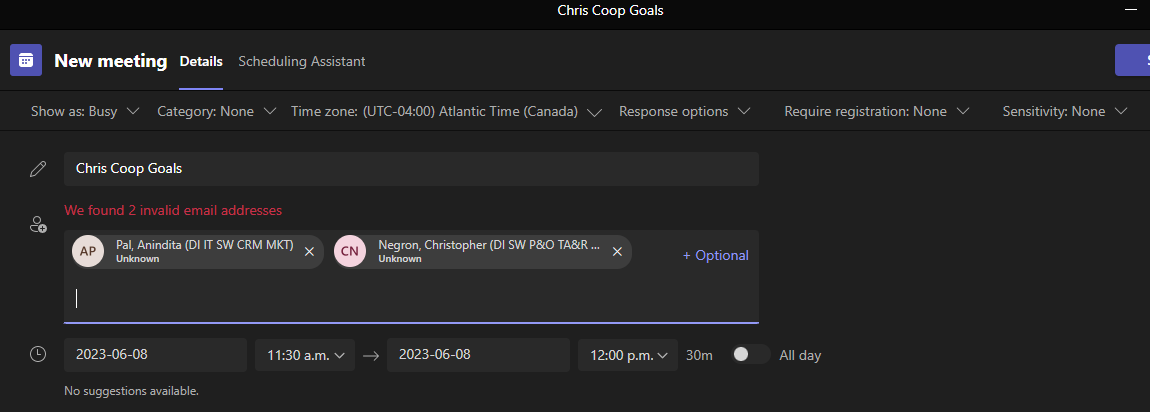 Chris Coop Goals
New meeting Details Scheduling Assistant
Show as: Busy Category: None Time zone: (UTC-04:00) Atlantic Time (Canada) Response options Require registration: None Sensitivity: None
Chris Coop Goals
We found 2 invalid email addresses
AP Pal, Anindita (DI IT SW CRM MKT) CN Negron, Christopher (DI SW P&O TA&R ...
Unknown Unknown
+ Optional
2023-06-08 11:30 a.m. → 2023-06-08 12:00 p.m. 30m All day
No suggestions available.